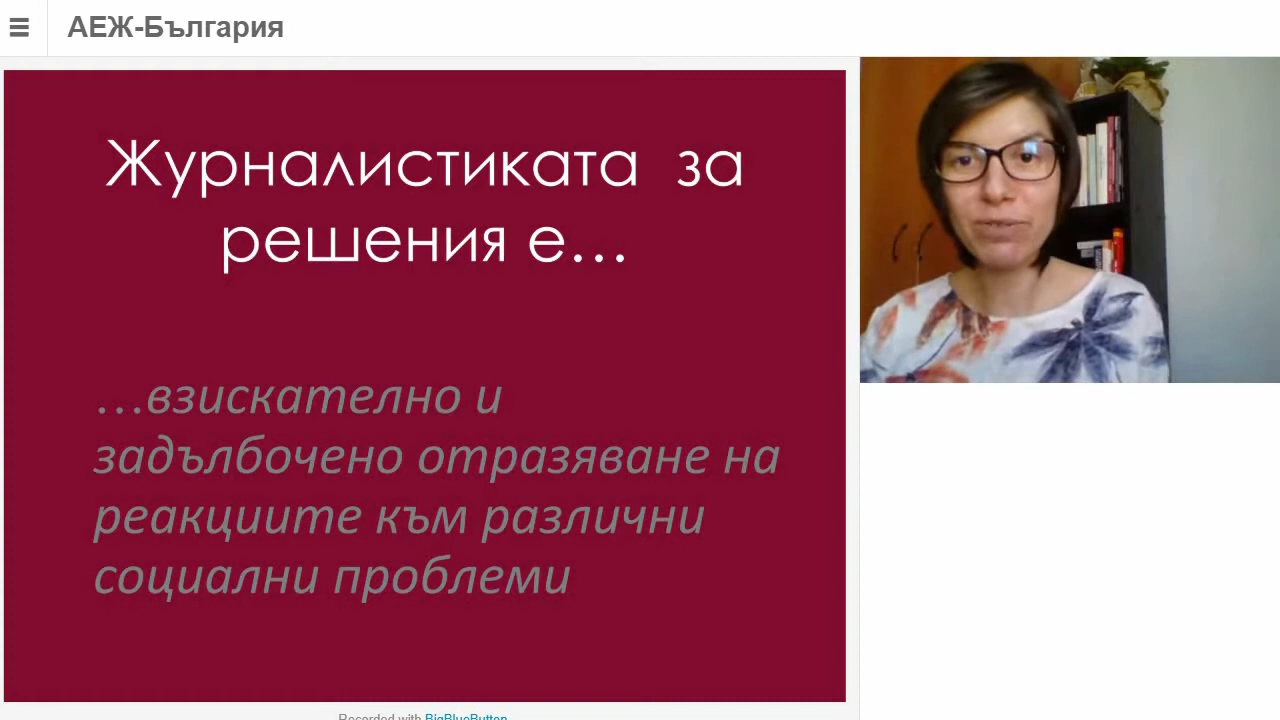 АЕЖ-България
Журналистиката за
решения е...
...взискателно и
задълбочено отразяване на
реакциите към различни
социални проблеми
Recorded with BigBlueButton